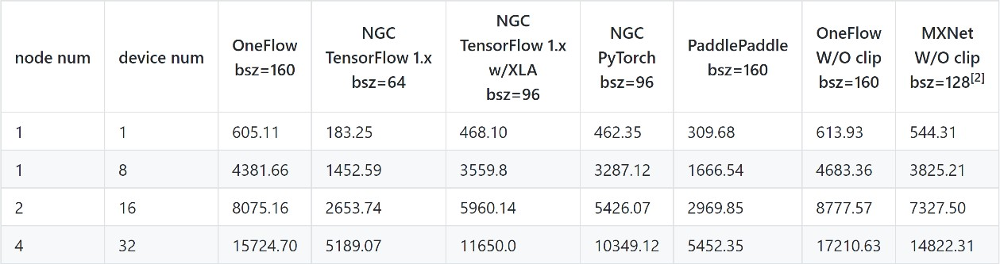 node num device num OneFlow bsz=160 NGC TensorFlow 1.x bsz=64 NGC TensorFlow 1.x w/XLA bsz=96 NGC PyTorch bsz=96 PaddlePaddle bsz=160 OneFlow W/O clip bsz=160 MXNet W/O clip bsz=128[2]
1 1 605.11 183.25 468.10 462.35 309.68 613.93 544.31
1 8 4381.66 1452.59 3559.8 3287.12 1666.54 4683.36 3825.21
2 16 8075.16 2653.74 5960.14 5426.07 2969.85 8777.57 7327.50
4 32 15724.70 5189.07 11650.0 10349.12 5452.35 17210.63 14822.31